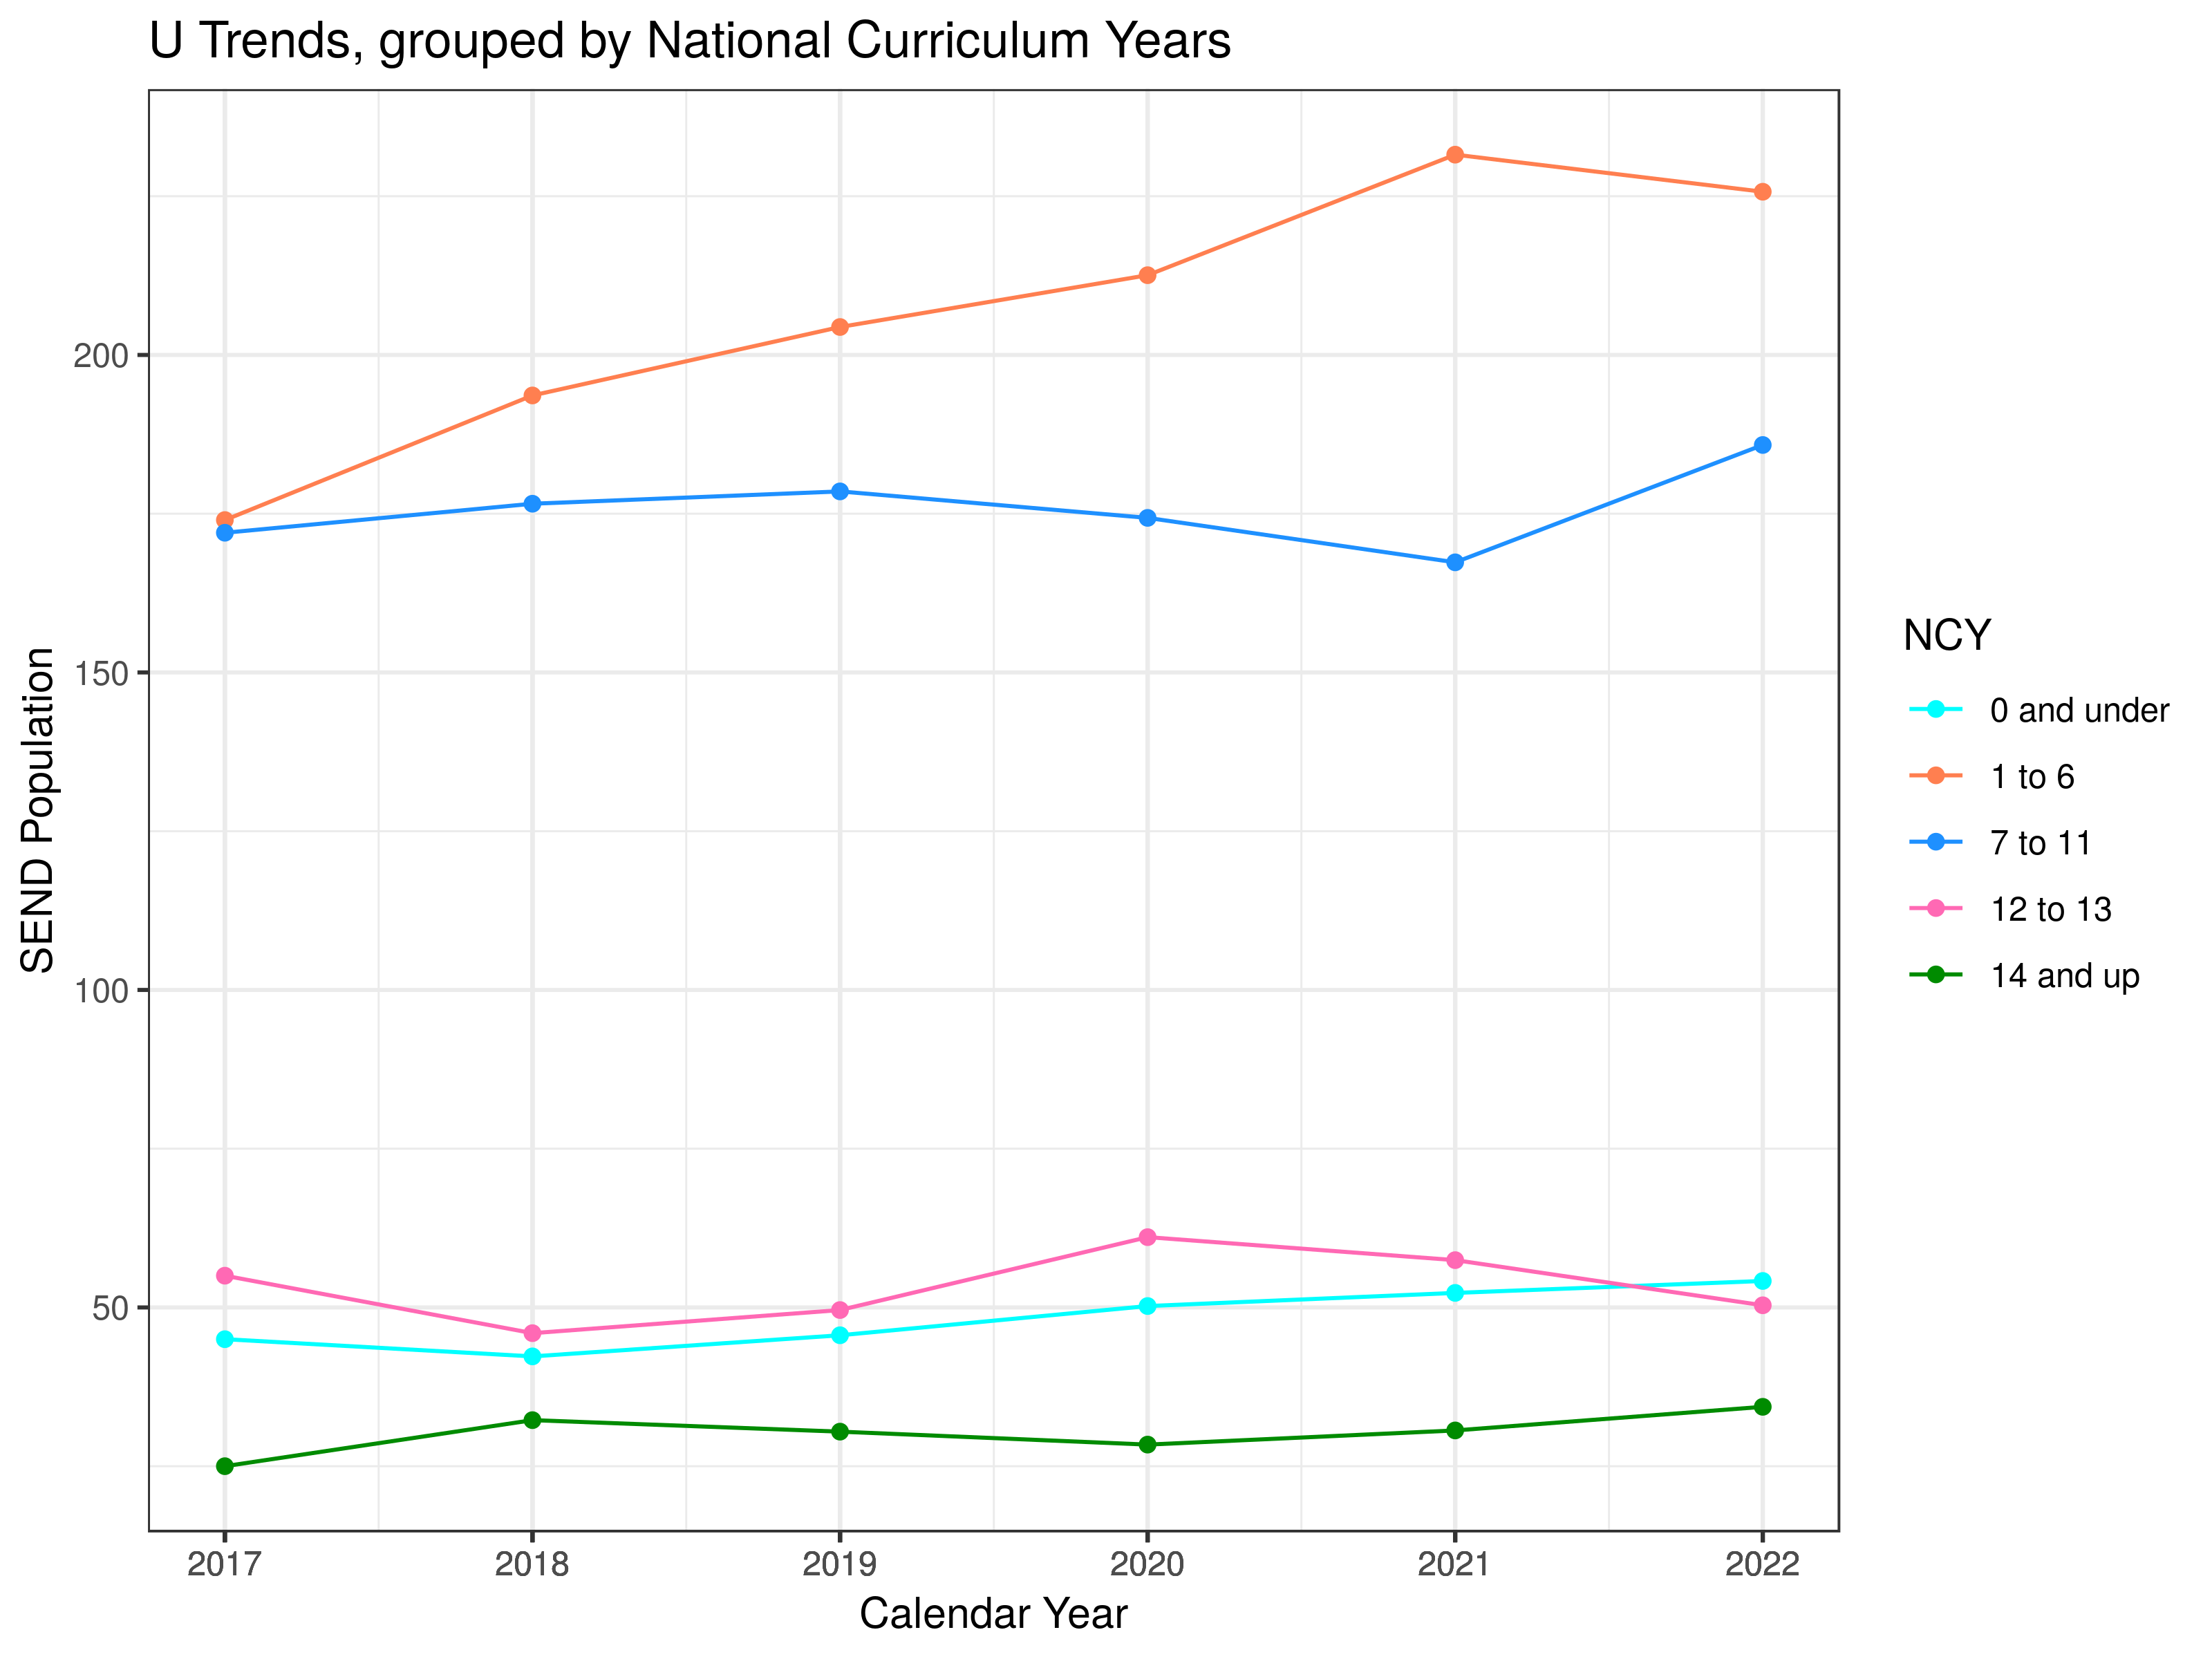 U Trends, grouped by National Curriculum Years
SEND Population
200
150
100
50
2017 2018 2019 2020 2021 2022
Calendar Year
NCY
0 and under
1 to 6
7 to 11
12 to 13
14 and up